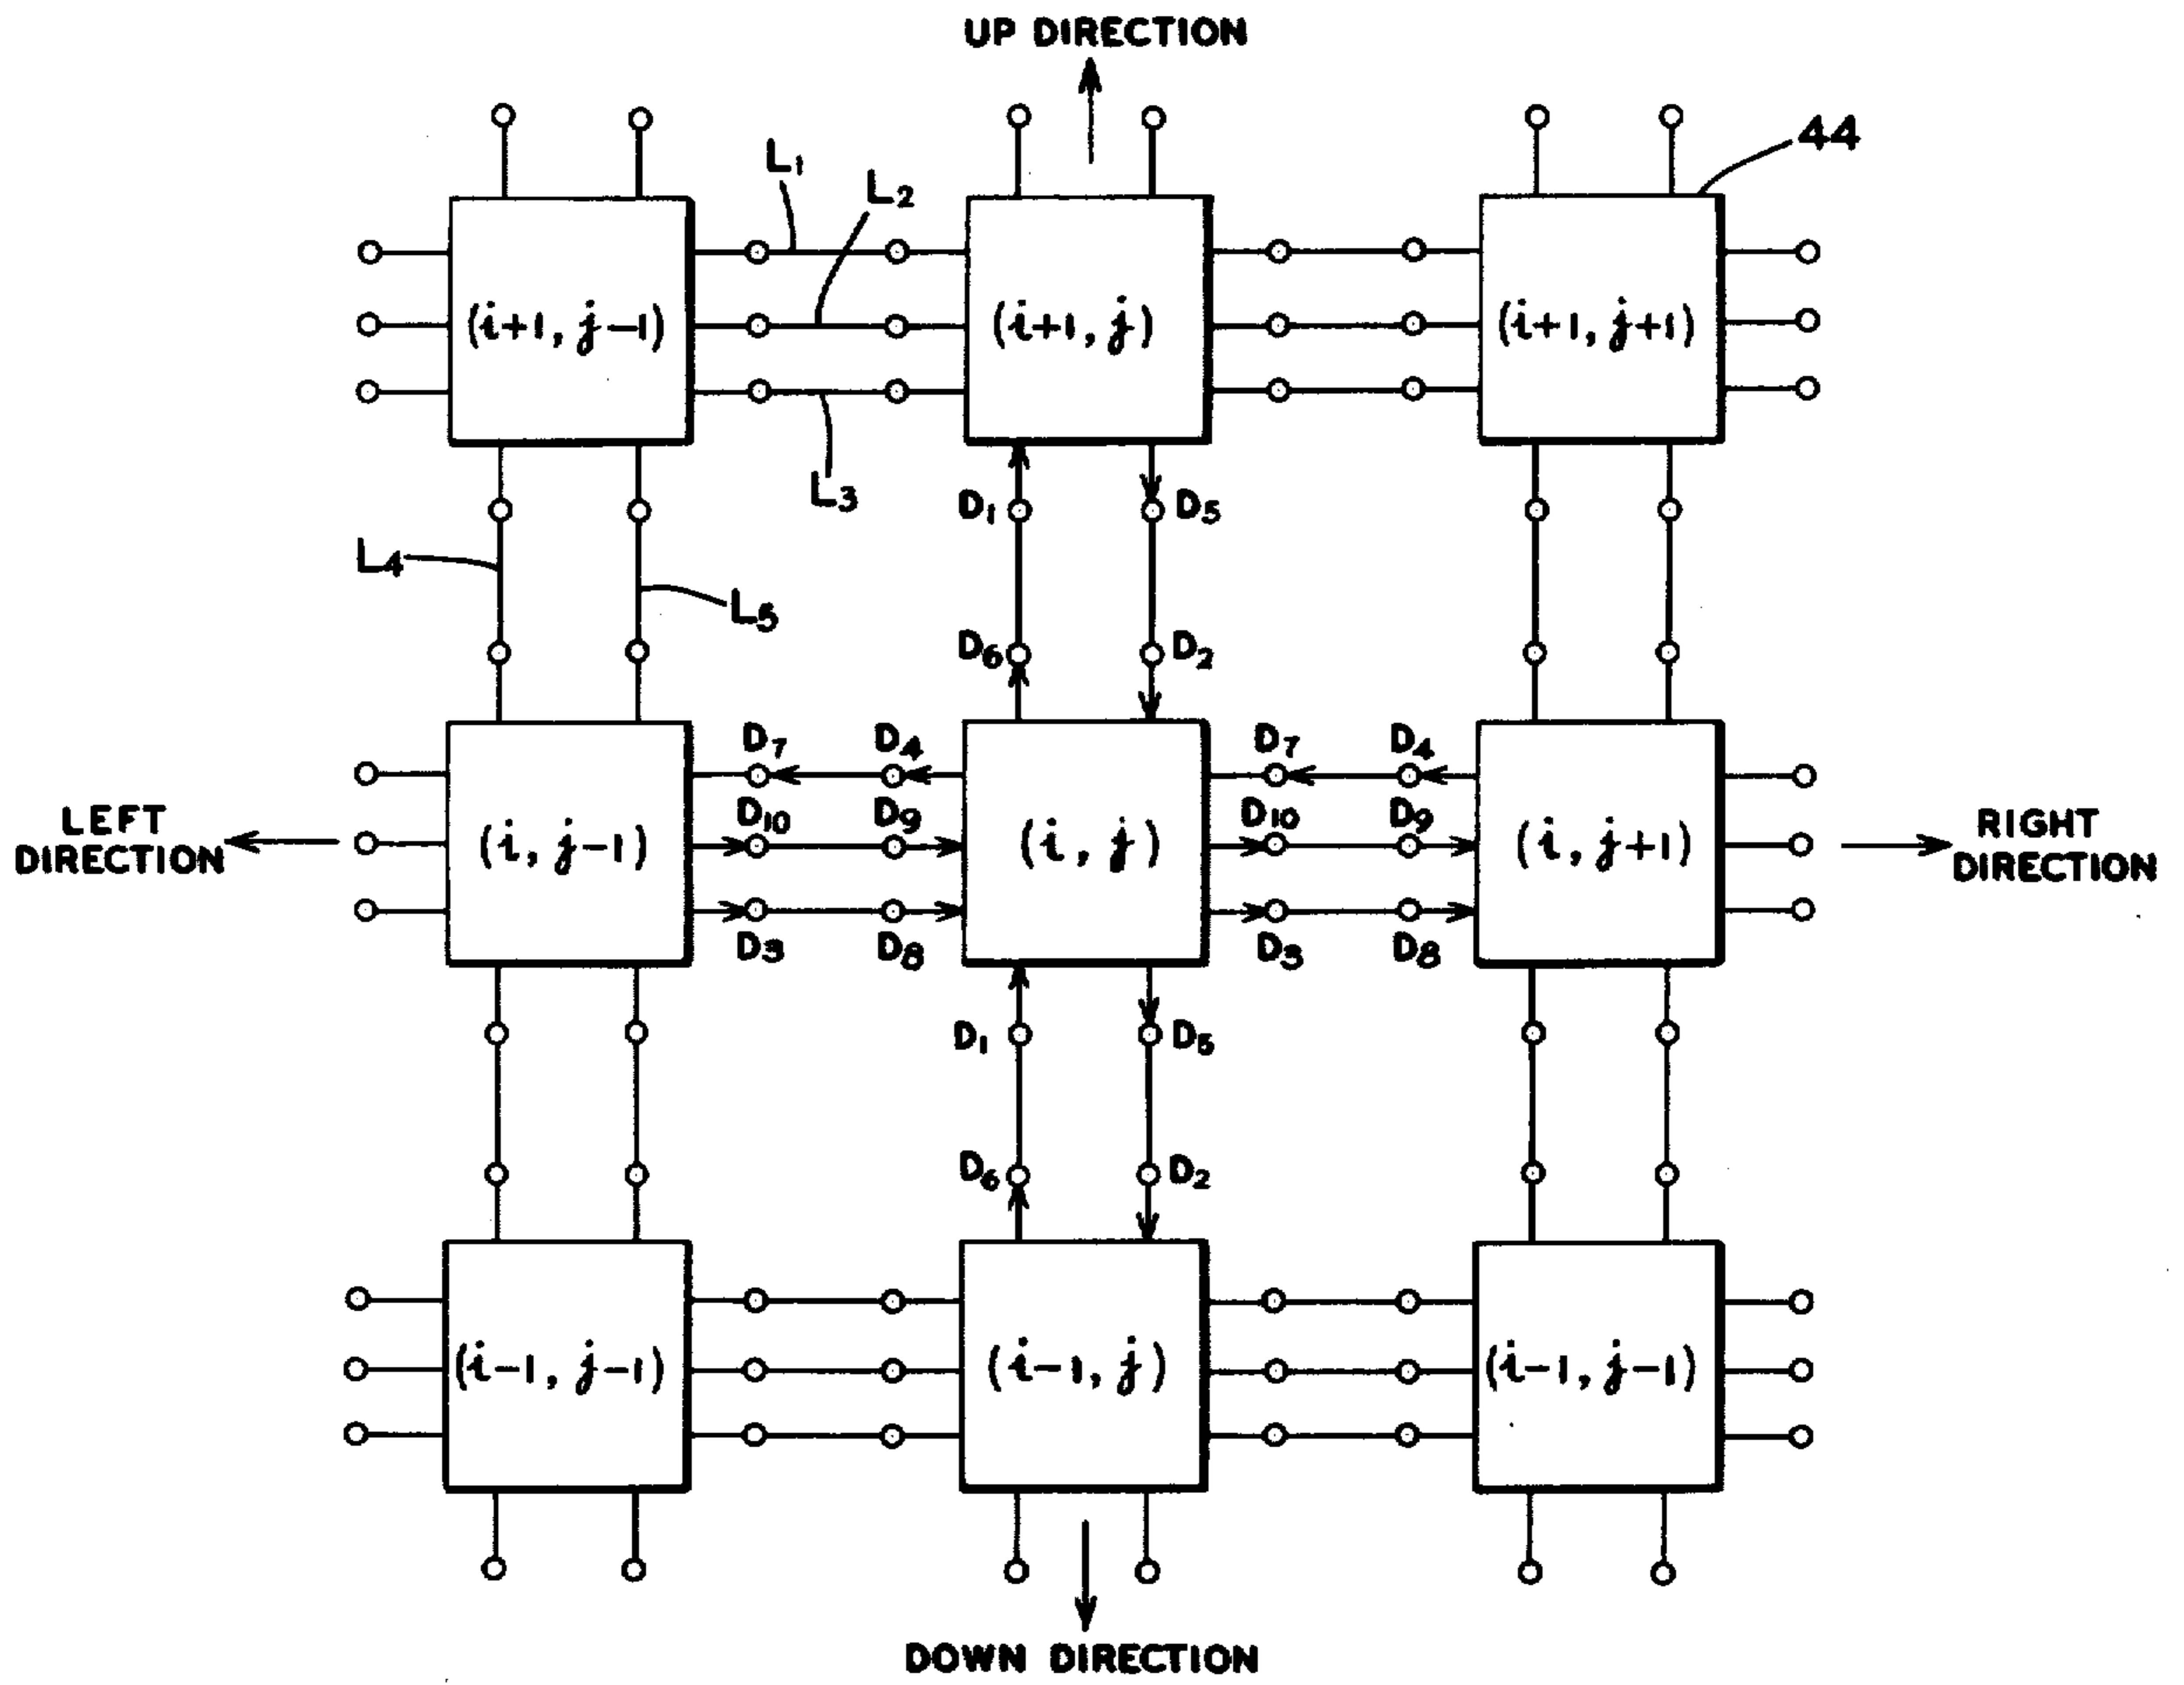 UP DIRECTION
44
L1
L2
(i+1, j−1)
(i+1, j)
(i+1, j+1)
L3
D1
D5
L4
L5
D6
D2
D7
D4
D7
D4
LEFT
DIRECTION
D10
D9
D10
D9
RIGHT
DIRECTION
(i, j−1)
(i, j)
(i, j+1)
D3
D8
D3
D8
D1
D5
D6
D2
(i−1, j−1)
(i−1, j)
(i−1, j−1)
DOWN DIRECTION